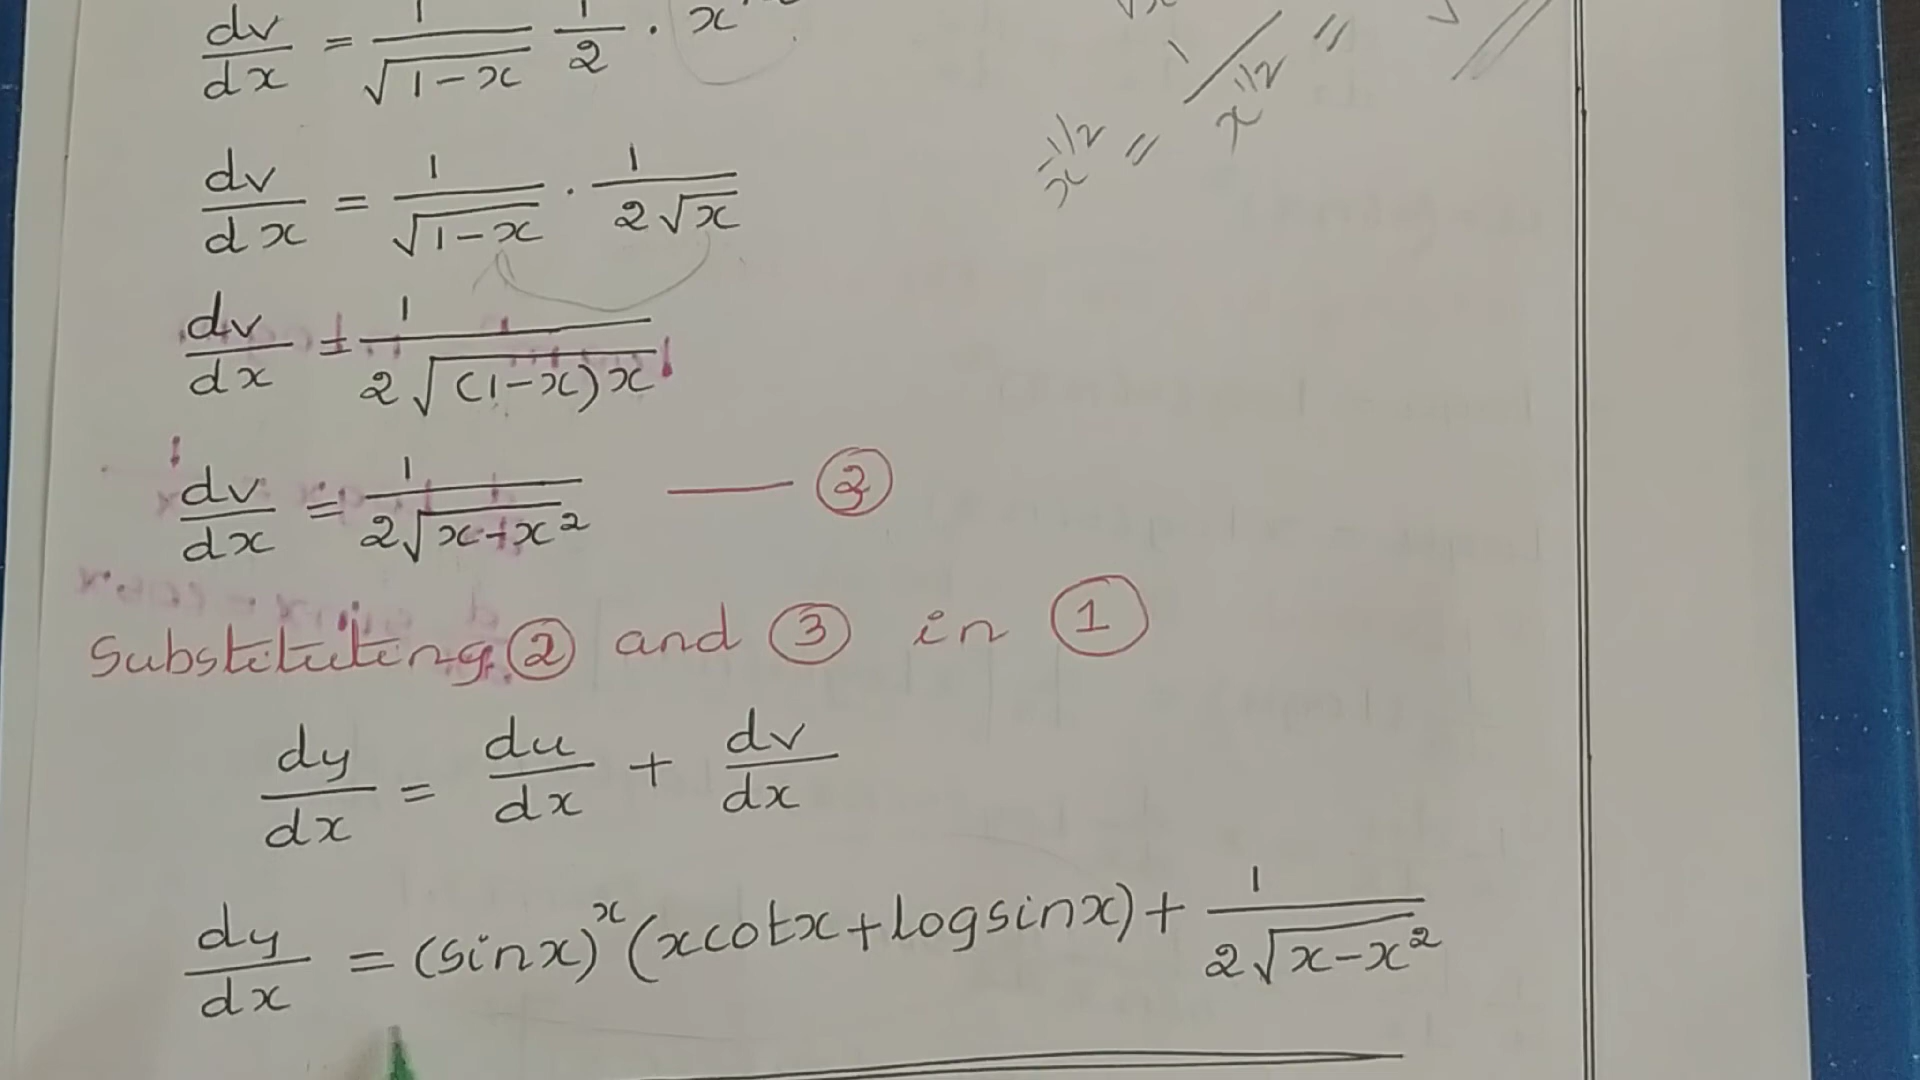 dv/dx = 1/√(1-x) 1/2 · x
x^(-1/2) = 1/x^(1/2) =
dv/dx = 1/√(1-x) · 1/(2√x)
dv/dx = 1/(2√((1-x)x))
dv/dx = 1/(2√(x-x²)) — ③
Substituting ② and ③ in ①
dy/dx = du/dx + dv/dx
dy/dx = (sinx)^x (xcotx+logsinx) + 1/(2√(x-x²))